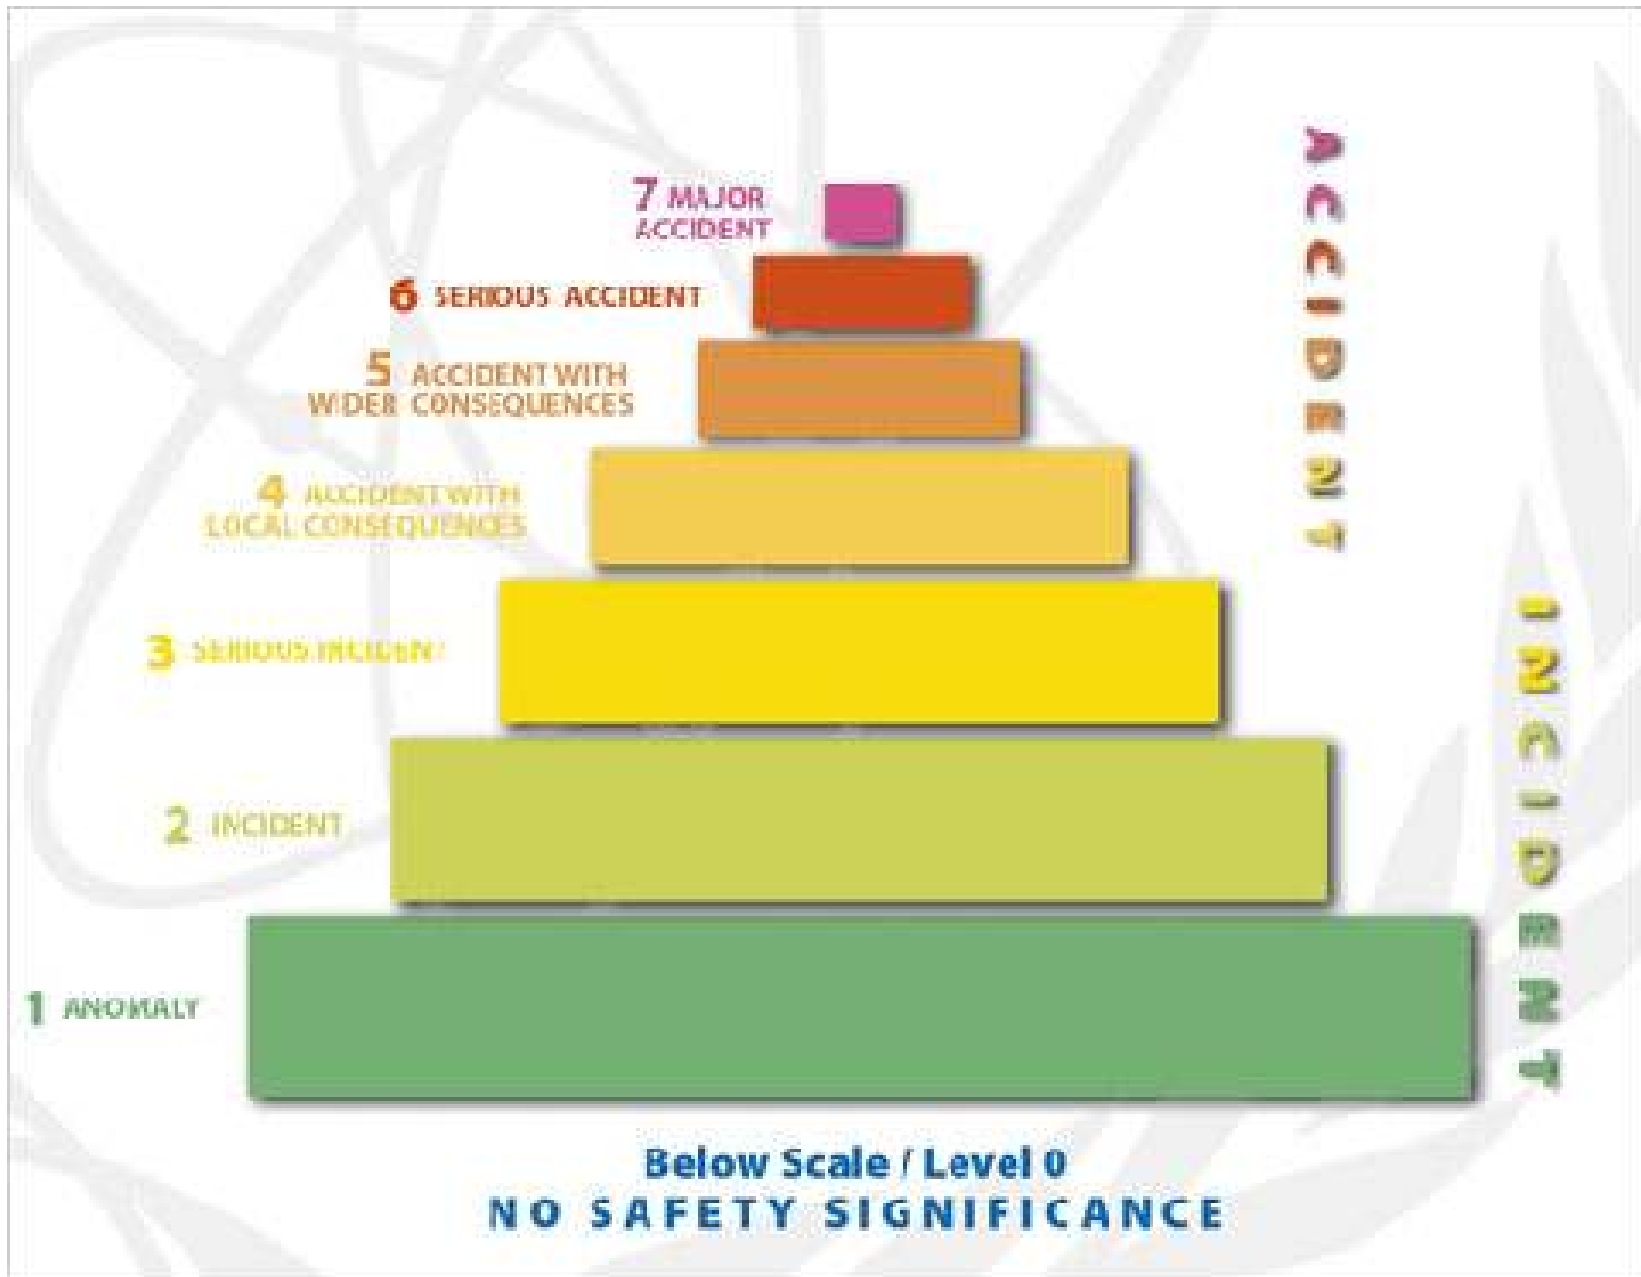 7 MAJOR
ACCIDENT
6 SERIOUS ACCIDENT
5 ACCIDENT WITH
WIDER CONSEQUENCES
4 ACCIDENT WITH
LOCAL CONSEQUENCES
3 SERIOUS INCIDENT
2 INCIDENT
1 ANOMALY
ACCIDENT
INCIDENT
Below Scale / Level 0
NO SAFETY SIGNIFICANCE